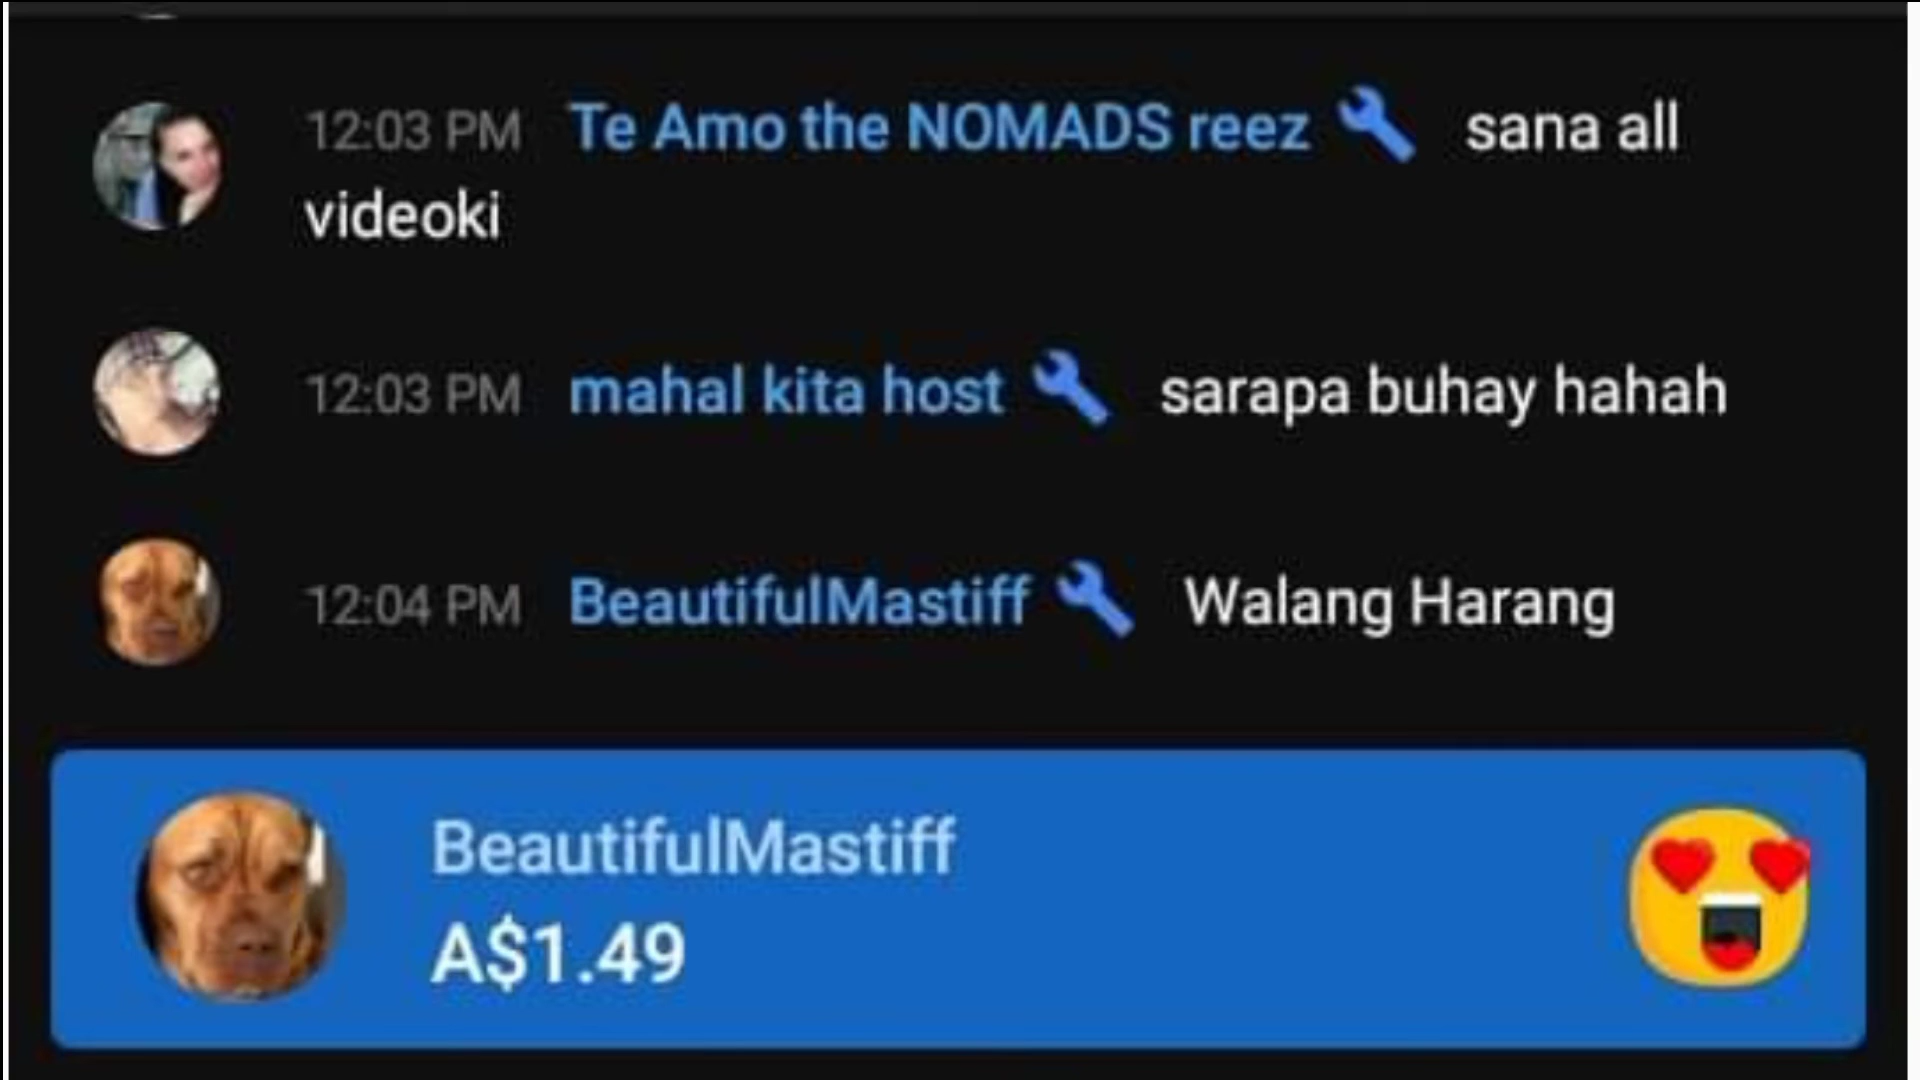 12:03 PM Te Amo the NOMADS reez sana all
videoki
12:03 PM mahal kita host sarapa buhay hahah
12:04 PM BeautifulMastiff Walang Harang
BeautifulMastiff
A$1.49